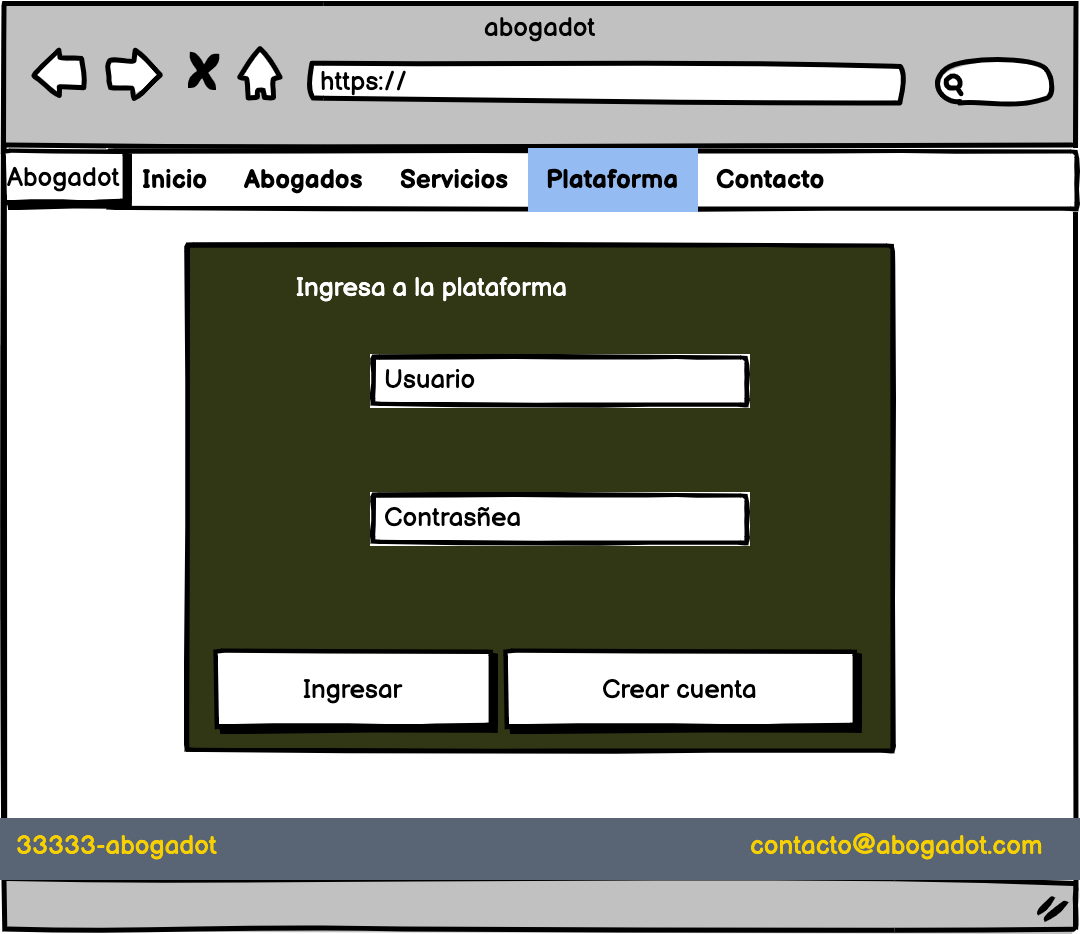 abogadot
https://
Abogadot Inicio Abogados Servicios Plataforma Contacto
Ingresa a la plataforma
Usuario
Contrasñea
Ingresar Crear cuenta
33333-abogadot contacto@abogadot.com